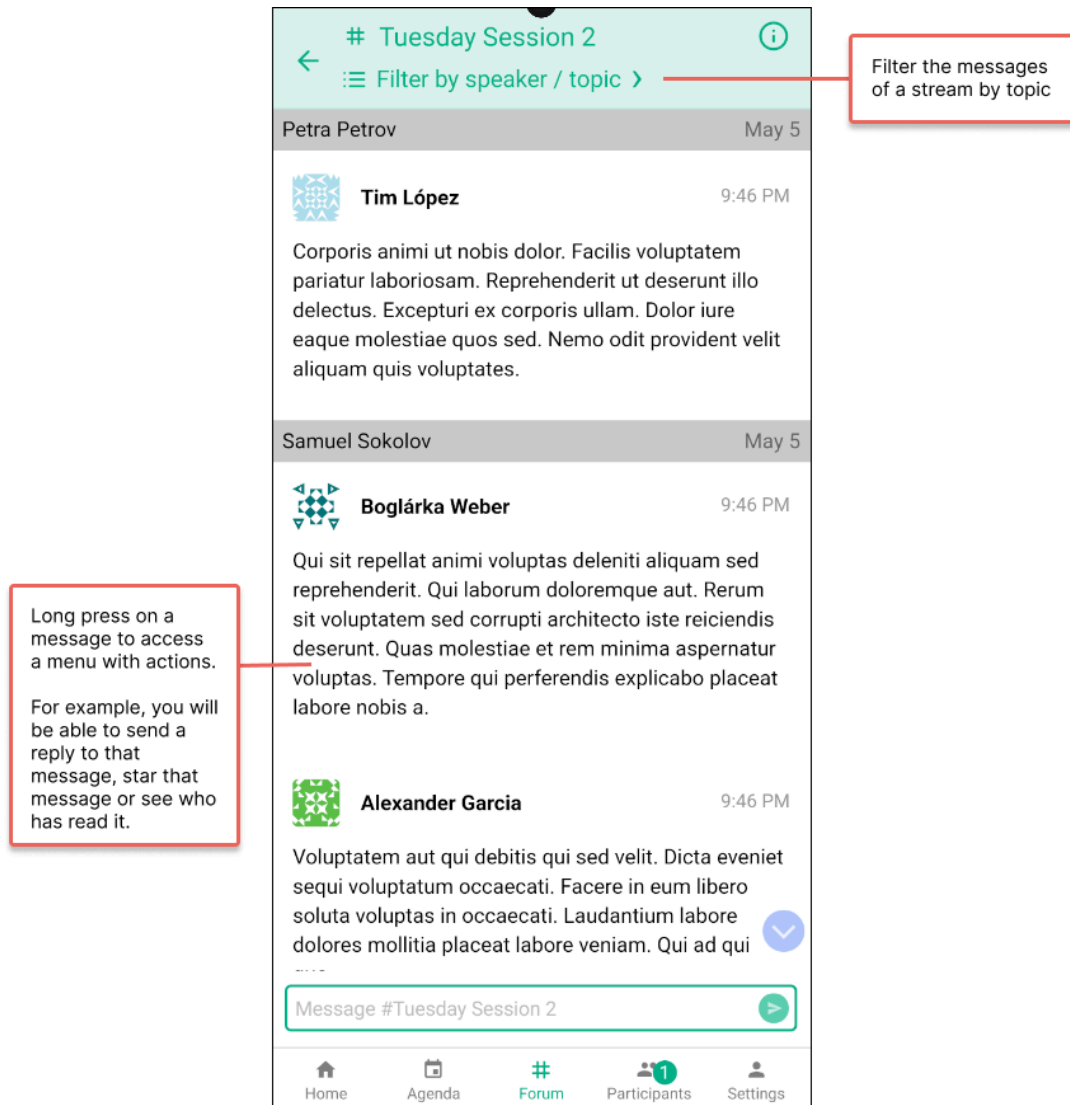 # Tuesday Session 2
Filter by speaker / topic
Filter the messages
of a stream by topic
Petra Petrov May 5
Tim López 9:46 PM
Corporis animi ut nobis dolor. Facilis voluptatem
pariatur laboriosam. Reprehenderit ut deserunt illo
delectus. Excepturi ex corporis ullam. Dolor iure
eaque molestiae quos sed. Nemo odit provident velit
aliquam quis voluptates.
Samuel Sokolov May 5
Boglárka Weber 9:46 PM
Qui sit repellat animi voluptas deleniti aliquam sed
reprehenderit. Qui laborum doloremque aut. Rerum
sit voluptatem sed corrupti architecto iste reiciendis
deserunt. Quas molestiae et rem minima aspernatur
voluptas. Tempore qui perferendis explicabo placeat
labore nobis a.
Long press on a
message to access
a menu with actions.
For example, you will
be able to send a
reply to that
message, star that
message or see who
has read it.
Alexander Garcia 9:46 PM
Voluptatem aut qui debitis qui sed velit. Dicta eveniet
sequi voluptatum occaecati. Facere in eum libero
soluta voluptas in occaecati. Laudantium labore
dolores mollitia placeat labore veniam. Qui ad qui
Message #Tuesday Session 2
1
Home Agenda Forum Participants Settings